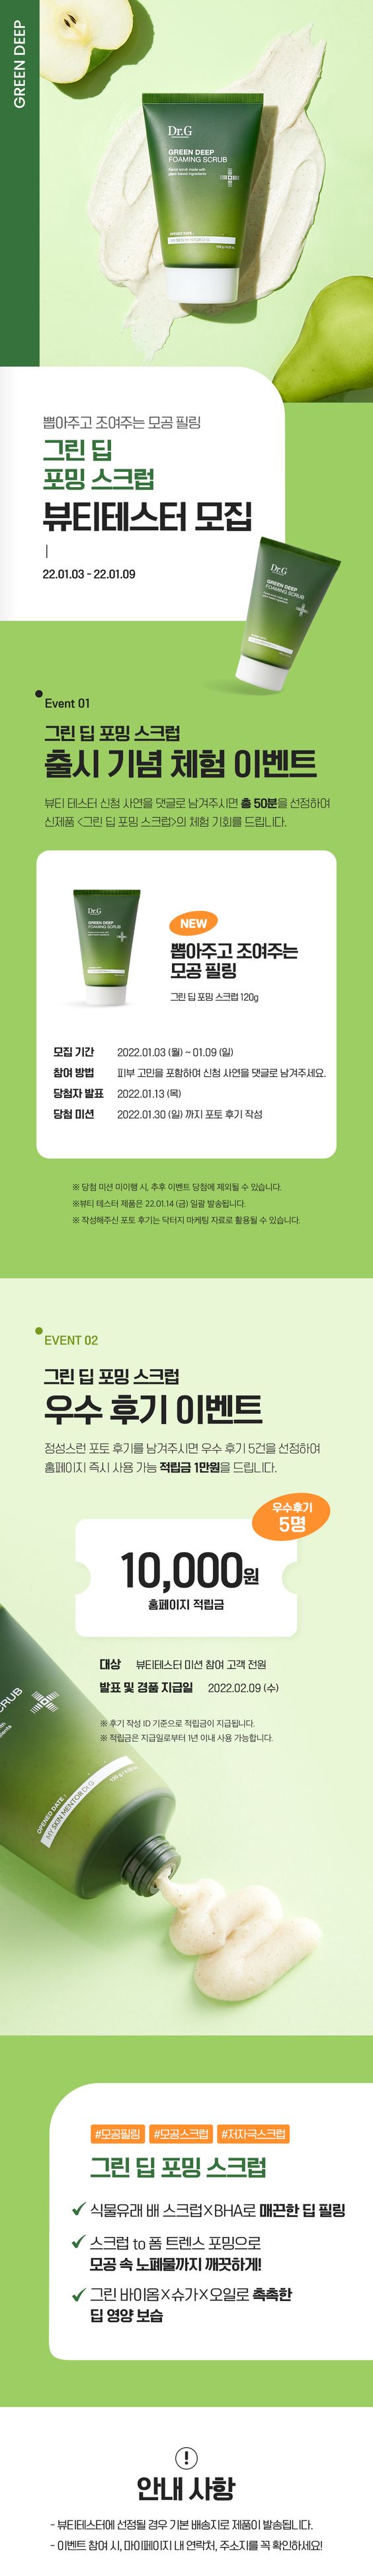 GREEN DEEP
Dr.G
GREEN DEEP
FOAMING SCRUB
뽑아주고 조여주는 모공 필링
그린 딥
포밍 스크럽
뷰티테스터 모집
22.01.03 - 22.01.09
Dr.G
GREEN DEEP
FOAMING SCRUB
Event 01
그린 딥 포밍 스크럽
출시 기념 체험 이벤트
뷰티 테스터 신청 사연을 댓글로 남겨주시면 총 50분을 선정하여
신제품 <그린 딥 포밍 스크럽>의 체험 기회를 드립니다.
Dr.G
GREEN DEEP
FOAMING SCRUB
NEW
뽑아주고 조여주는
모공 필링
그린 딥 포밍 스크럽 120g
모집 기간 2022.01.03 (월) ~ 01.09 (일)
참여 방법 피부 고민을 포함하여 신청 사연을 댓글로 남겨주세요.
당첨자 발표 2022.01.13 (목)
당첨 미션 2022.01.30 (일) 까지 포토 후기 작성
※ 당첨 미션 미이행 시, 추후 이벤트 당첨에 제외될 수 있습니다.
※뷰티 테스터 제품은 22.01.14 (금) 일괄 발송됩니다.
※ 작성해주신 포토 후기는 닥터지 마케팅 자료로 활용될 수 있습니다.
EVENT 02
그린 딥 포밍 스크럽
우수 후기 이벤트
정성스런 포토 후기를 남겨주시면 우수 후기 5건을 선정하여
홈페이지 즉시 사용 가능 적립금 1만원을 드립니다.
우수후기
5명
10,000원
홈페이지 적립금
대상 뷰티테스터 미션 참여 고객 전원
발표 및 경품 지급일 2022.02.09 (수)
※ 후기 작성 ID 기준으로 적립금이 지급됩니다.
※ 적립금은 지급일로부터 1년 이내 사용 가능합니다.
CRUB
OPENED DATE :
MY SKIN MENTOR Dr.G
#모공필링 #모공스크럽 #저자극스크럽
그린 딥 포밍 스크럽
식물유래 배 스크럽XBHA로 매끈한 딥 필링
스크럽 to 폼 트렌스 포밍으로
모공 속 노폐물까지 깨끗하게!
그린 바이옴X슈가X오일로 촉촉한
딥 영양 보습
안내 사항
- 뷰티테스터에 선정될 경우 기본 배송지로 제품이 발송됩니다.
- 이벤트 참여 시, 마이페이지 내 연락처, 주소지를 꼭 확인하세요!